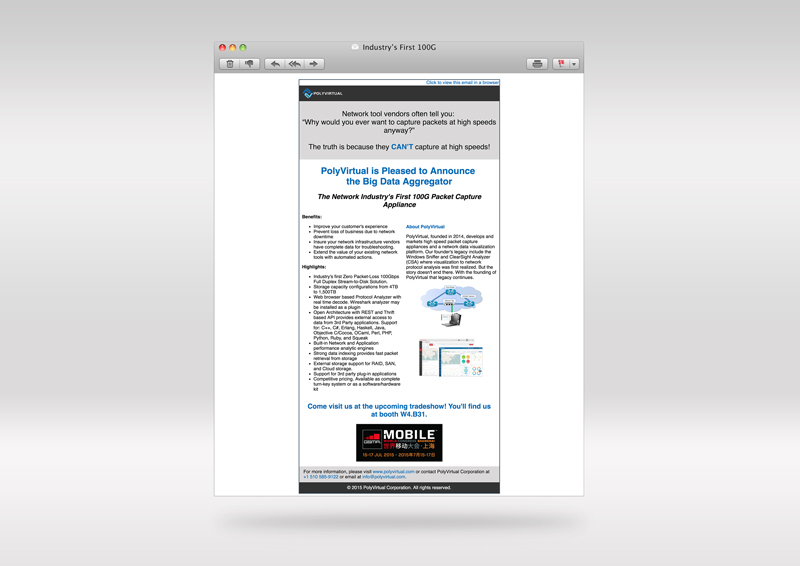 Industry's First 100G
Click to view this email in a browser
POLYVIRTUAL
Network tool vendors often tell you:
"Why would you ever want to capture packets at high speeds
anyway?"
The truth is because they CAN'T capture at high speeds!
PolyVirtual is Pleased to Announce
the Big Data Aggregator
The Network Industry's First 100G Packet Capture
Appliance
Benefits:
Improve your customer's experience
Prevent loss of business due to network
downtime
Insure your network infrastructure vendors
have complete data for troubleshooting.
Extend the value of your existing network
tools with automated actions.
Highlights:
Industry's first Zero Packet-Loss 100Gbps
Full Duplex Stream-to-Disk Solution.
Storage capacity configurations from 4TB
to 1,500TB
Web browser based Protocol Analyzer with
real time decode. Wireshark analyzer may
be installed as a plugin
Open Architecture with REST and Thrift
based API provides external access to
data from 3rd Party applications. Support
for: C++, C#, Erlang, Haskell, Java,
Objective C/Cocoa, OCaml, Perl, PHP,
Python, Ruby, and Squeak
Built-in Network and Application
performance analytic engines
Strong data indexing provides fast packet
retrieval from storage
External storage support for RAID, SAN,
and Cloud storage.
Support for 3rd party plug-in applications
Competitive pricing. Available as complete
turn-key system or as a software/hardware
kit
About PolyVirtual
PolyVirtual, founded in 2014, develops and
markets high speed packet capture
appliances and a network data visualization
platform. Our founder's legacy include the
Windows Sniffer and ClearSight Analyzer
(CSA) where visualization to network
protocol analysis was first realized. But the
story doesn't end there. With the founding of
PolyVirtual that legacy continues.
Come visit us at the upcoming tradeshow! You'll find us
at booth W4.B31.
GSMA
MOBILE
世界移动大会·上海
15-17 JUL 2015 · 2015年7月15-17日
For more information, please visit www.polyvirtual.com or contact PolyVirtual Corporation at
+1 510 880-9122 or email at info@polyvirtual.com.
© 2015 PolyVirtual Corporation. All rights reserved.